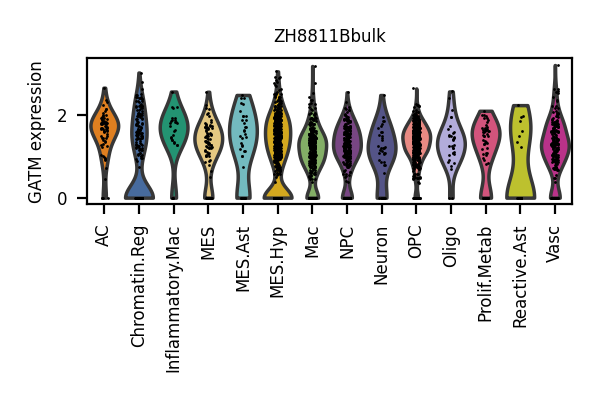 ZH8811Bbulk
GATM expression
2
0
AC
Chromatin.Reg
Inflammatory.Mac
MES
MES.Ast
MES.Hyp
Mac
NPC
Neuron
OPC
Oligo
Prolif.Metab
Reactive.Ast
Vasc